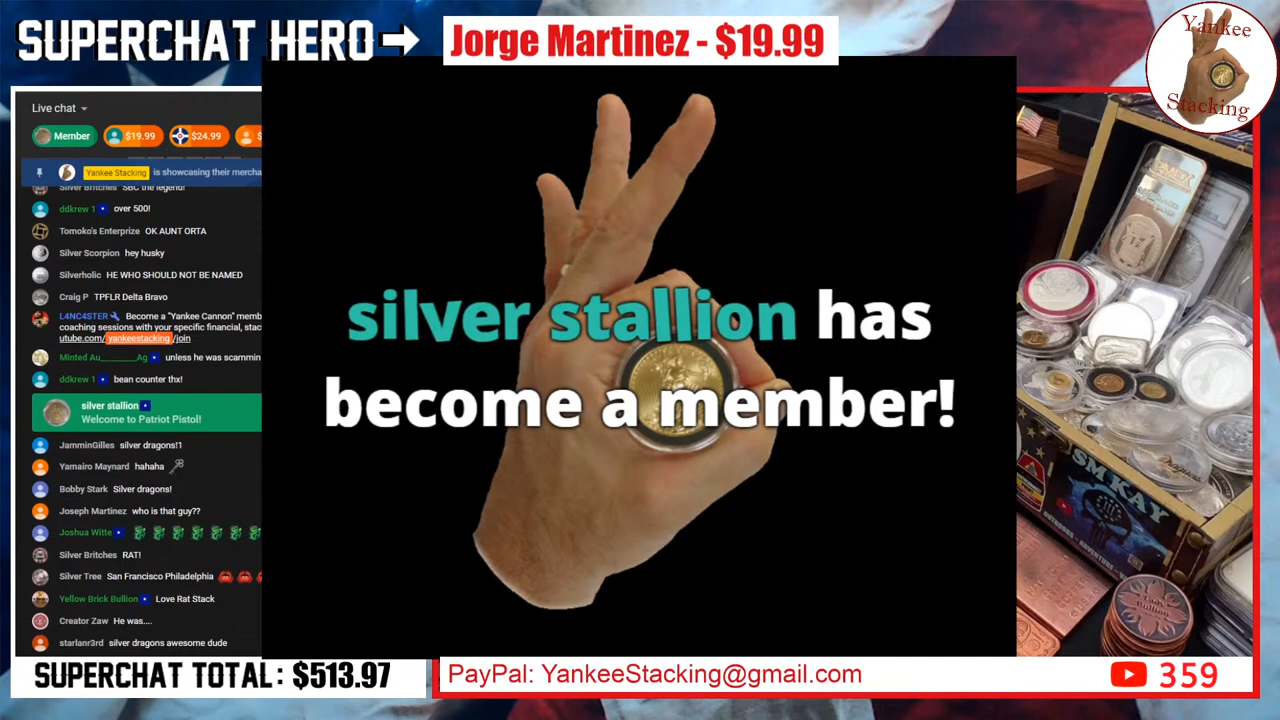 SUPERCHAT HERO
Jorge Martinez - $19.99
Yankee
Stacking
Live chat
Member $19.99 $24.99
Yankee Stacking is showcasing their mercha
Silver Britches SBC the legend!
ddkrew 1 over 500!
Tomoko's Enterprize OK AUNT ORTA
Silver Scorpion hey husky
Silverholic HE WHO SHOULD NOT BE NAMED
Craig P TPFLR Delta Bravo
L4NC4STER Become a "Yankee Cannon" memb
coaching sessions with your specific financial, stac
utube.com/yankeestacking/join
Minted Au_______Ag unless he was scammin
ddkrew 1 bean counter thx!
silver stallion
Welcome to Patriot Pistol!
JamminGilles silver dragons!1
Yamairo Maynard hahaha
Bobby Stark Silver dragons!
Joseph Martinez who is that guy??
Joshua Witte
Silver Britches RAT!
Silver Tree San Francisco Philadelphia
Yellow Brick Bullion Love Rat Stack
Creator Zaw He was....
starlanr3rd silver dragons awesome dude
silver stallion has
become a member!
SM KAY
SUPERCHAT TOTAL: $513.97
PayPal: YankeeStacking@gmail.com
359